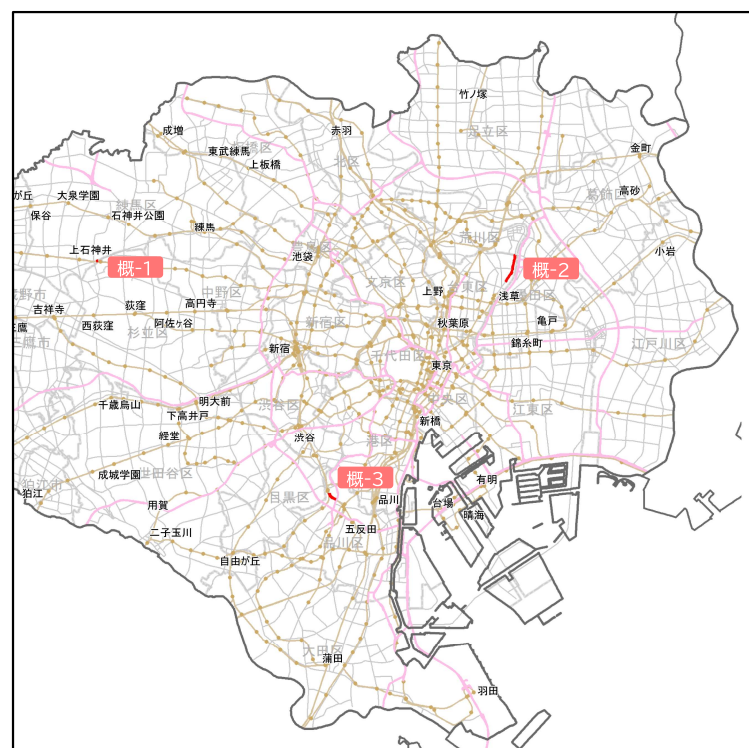 竹ノ塚
足立区
成増
赤羽
金町
東武練馬
上板橋
北区
高砂
葛飾区
が丘
大泉学園
保谷
練馬区
石神井公園
練馬
荒川区
小岩
上石神井
豊島区
池袋
概-1
概-2
文京区
上野
台東区
浅草
墨田区
吉祥寺
荻窪
高円寺
中野区
西荻窪
阿佐ヶ谷
杉並区
新宿区
秋葉原
亀戸
三鷹市
新宿
千代田区
東京
錦糸町
江戸川区
千歳烏山
明大前
下高井戸
渋谷区
中央区
江東区
新橋
経堂
渋谷
港区
成城学園
世田谷区
概-3
狛江市
狛江
用賀
目黒区
品川
有明
台場
晴海
二子玉川
五反田
品川区
自由が丘
大田区
蒲田
羽田